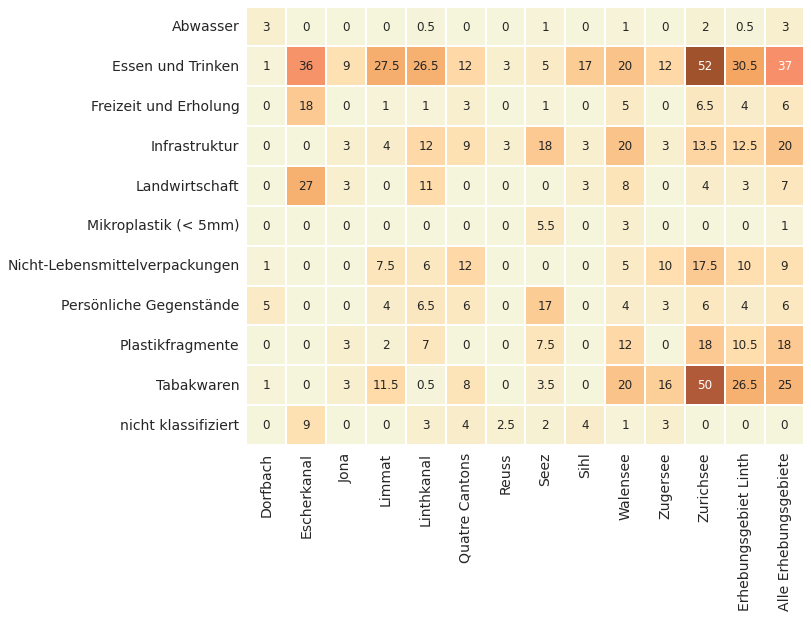 Abwasser 3 0 0 0 0.5 0 0 1 0 1 0 2 0.5 3
Essen und Trinken 1 36 9 27.5 26.5 12 3 5 17 20 12 52 30.5 37
Freizeit und Erholung 0 18 0 1 1 3 0 1 0 5 0 6.5 4 6
Infrastruktur 0 0 3 4 12 9 3 18 3 20 3 13.5 12.5 20
Landwirtschaft 0 27 3 0 11 0 0 0 3 8 0 4 3 7
Mikroplastik (< 5mm) 0 0 0 0 0 0 0 5.5 0 3 0 0 0 1
Nicht-Lebensmittelverpackungen 1 0 0 7.5 6 12 0 0 0 5 10 17.5 10 9
Persönliche Gegenstände 5 0 0 4 6.5 6 0 17 0 4 3 6 4 6
Plastikfragmente 0 0 3 2 7 0 0 7.5 0 12 0 18 10.5 18
Tabakwaren 1 0 3 11.5 0.5 8 0 3.5 0 20 16 50 26.5 25
nicht klassifiziert 0 9 0 0 3 4 2.5 2 4 1 3 0 0 0
Dorfbach
Escherkanal
Jona
Limmat
Linthkanal
Quatre Cantons
Reuss
Seez
Sihl
Walensee
Zugersee
Zurichsee
Erhebungsgebiet Linth
Alle Erhebungsgebiete